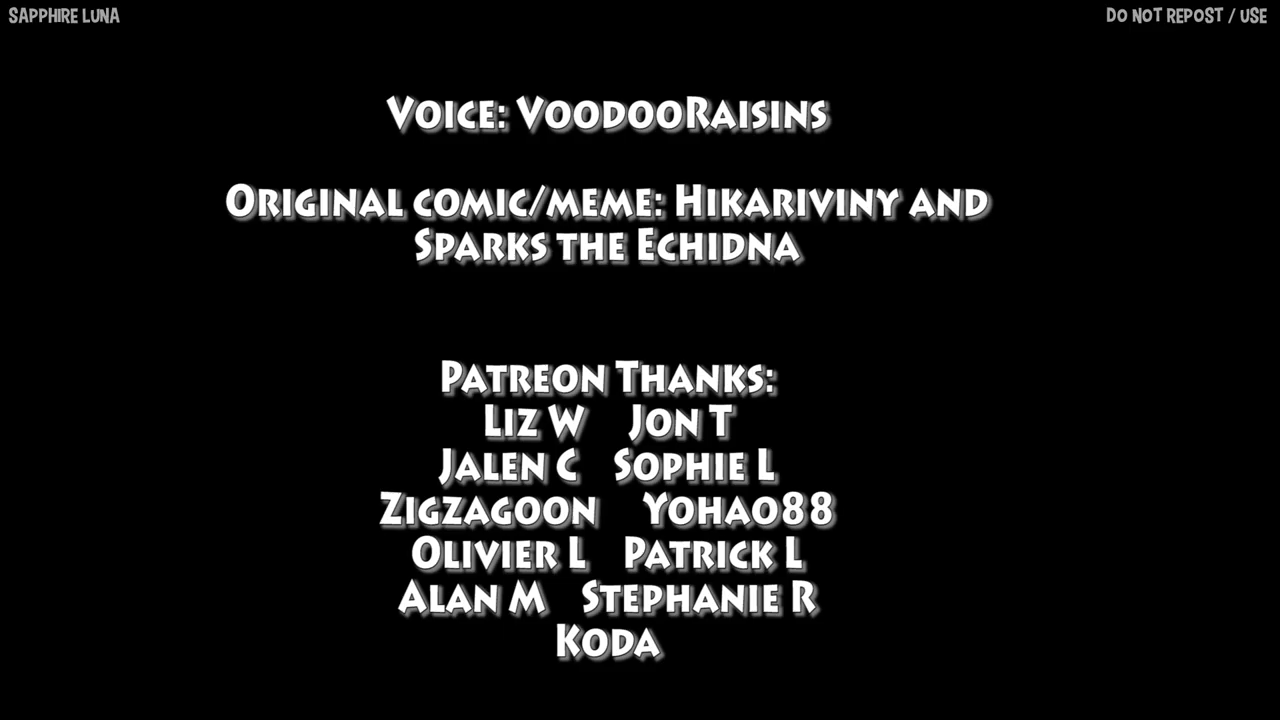 SAPPHIRE LUNA
DO NOT REPOST / USE
VOICE: VOODOORAISINS
ORIGINAL COMIC/MEME: HIKARIVINY AND
SPARKS THE ECHIDNA
PATREON THANKS:
LIZ W JON T
JALEN C SOPHIE L
ZIGZAGOON YOHAO88
OLIVIER L PATRICK L
ALAN M STEPHANIE R
KODA